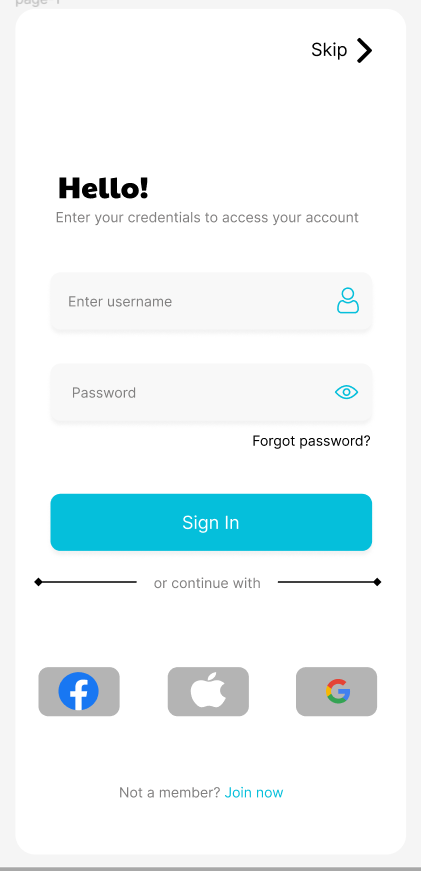 page 1
Skip
Hello!
Enter your credentials to access your account
Enter username
Password
Forgot password?
Sign In
or continue with
Not a member? Join now